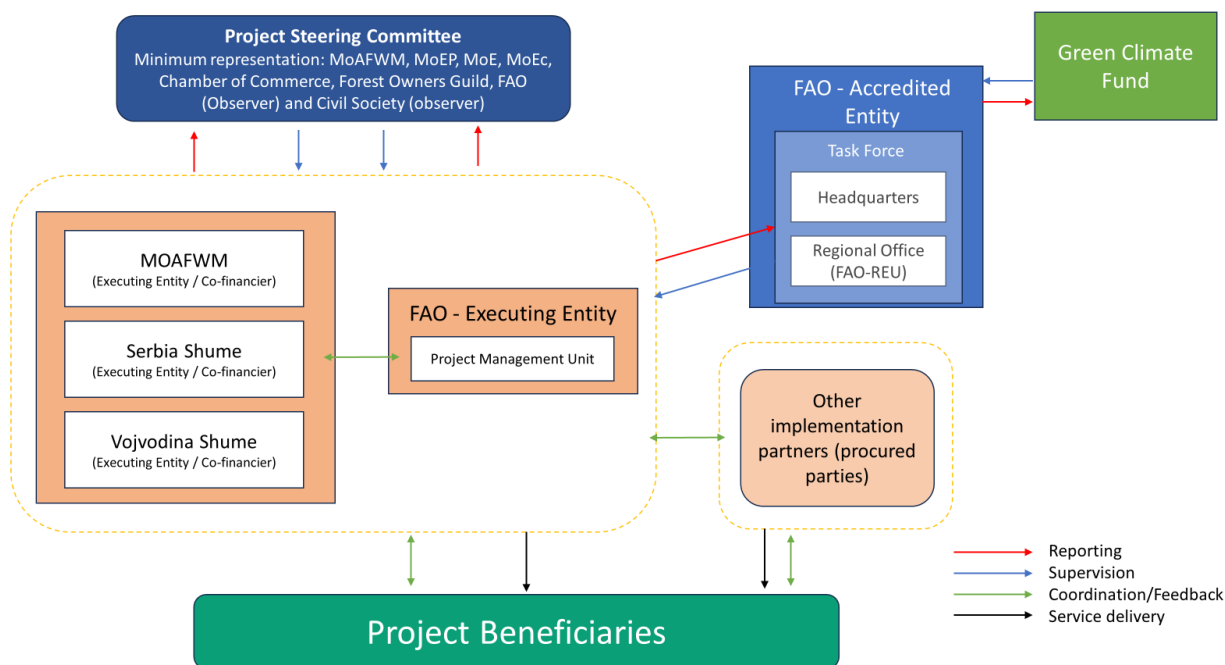 Project Steering Committee
Minimum representation: MoAFWM, MoEP, MoE, MoEc,
Chamber of Commerce, Forest Owners Guild, FAO
(Observer) and Civil Society (observer)
Green Climate
Fund
FAO - Accredited
Entity
Task Force
Headquarters
Regional Office
(FAO-REU)
MOAFWM
(Executing Entity / Co-financier)
Serbia Shume
(Executing Entity / Co-financier)
Vojvodina Shume
(Executing Entity / Co-financier)
FAO - Executing Entity
Project Management Unit
Other
implementation
partners (procured
parties)
Reporting
Supervision
Coordination/Feedback
Service delivery
Project Beneficiaries